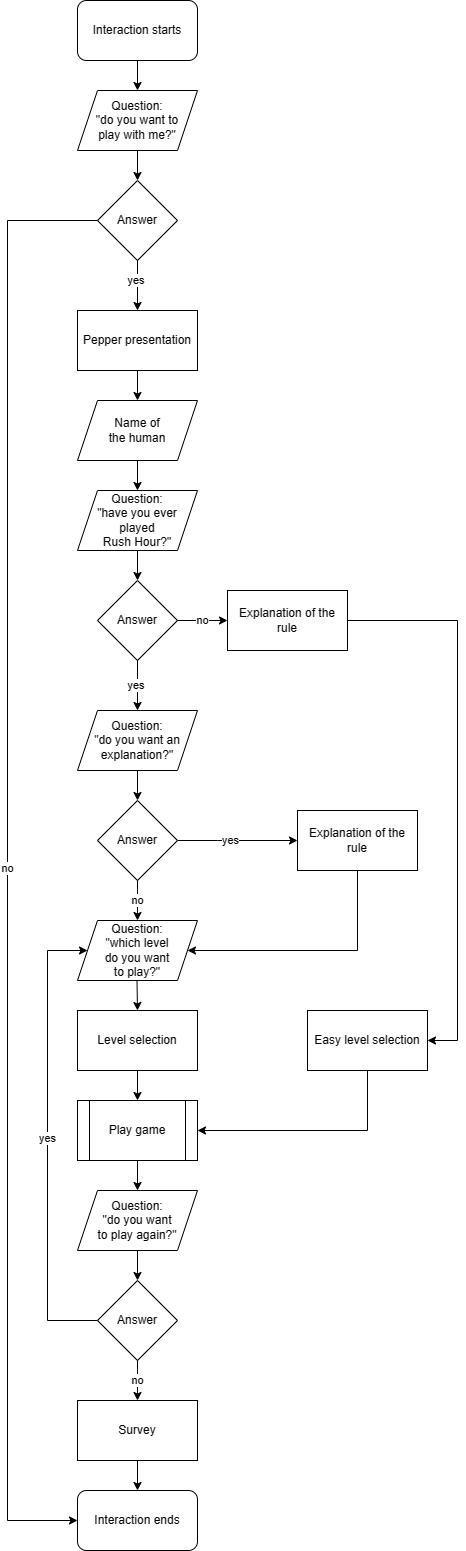 Interaction starts
Question:
"do you want to
play with me?"
Answer
yes
Pepper presentation
Name of
the human
Question:
"have you ever
played
Rush Hour?"
Answer
no
Explanation of the
rule
yes
Question:
"do you want an
explanation?"
Answer
yes
Explanation of the
rule
no
no
Question:
"which level
do you want
to play?"
Level selection
Easy level selection
Play game
yes
Question:
"do you want
to play again?"
Answer
no
Survey
Interaction ends